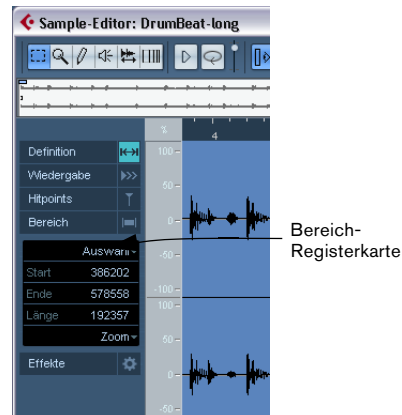 Sample-Editor: DrumBeat-long
%
4
Definition
100
Wiedergabe
50
Hitpoints
Bereich
0
Auswahl
-50
Start 386202
Ende 578558
-100
Länge 192357
100
Zoom
50
Effekte
0
-50
Bereich-
Registerkarte